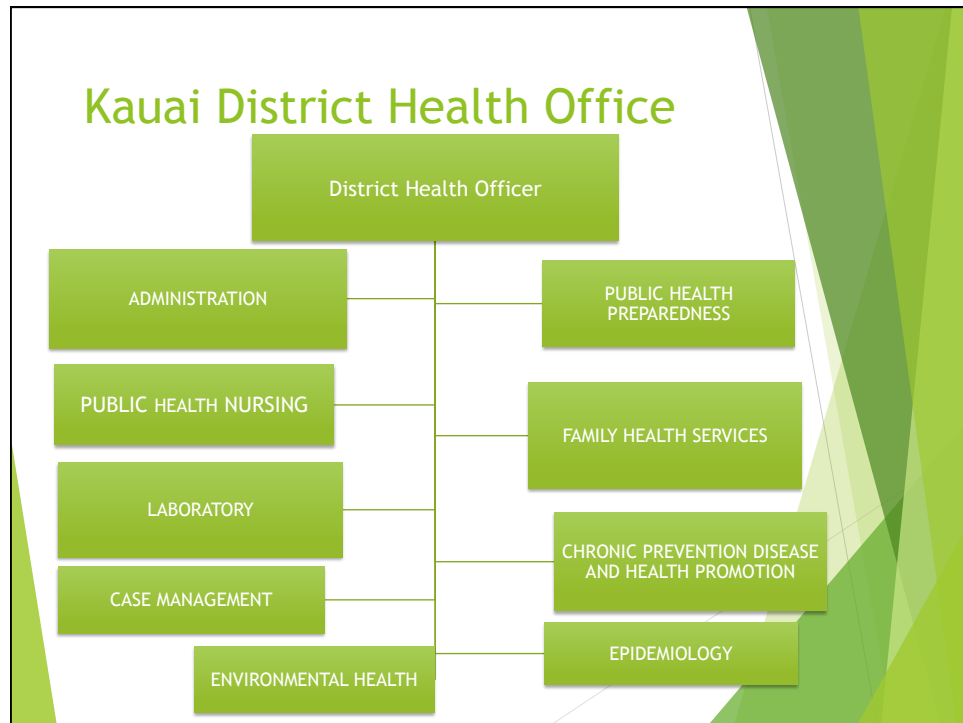 Kauai District Health Office
District Health Officer
ADMINISTRATION
PUBLIC HEALTH
PREPAREDNESS
PUBLIC HEALTH NURSING
FAMILY HEALTH SERVICES
LABORATORY
CHRONIC PREVENTION DISEASE
AND HEALTH PROMOTION
CASE MANAGEMENT
EPIDEMIOLOGY
ENVIRONMENTAL HEALTH